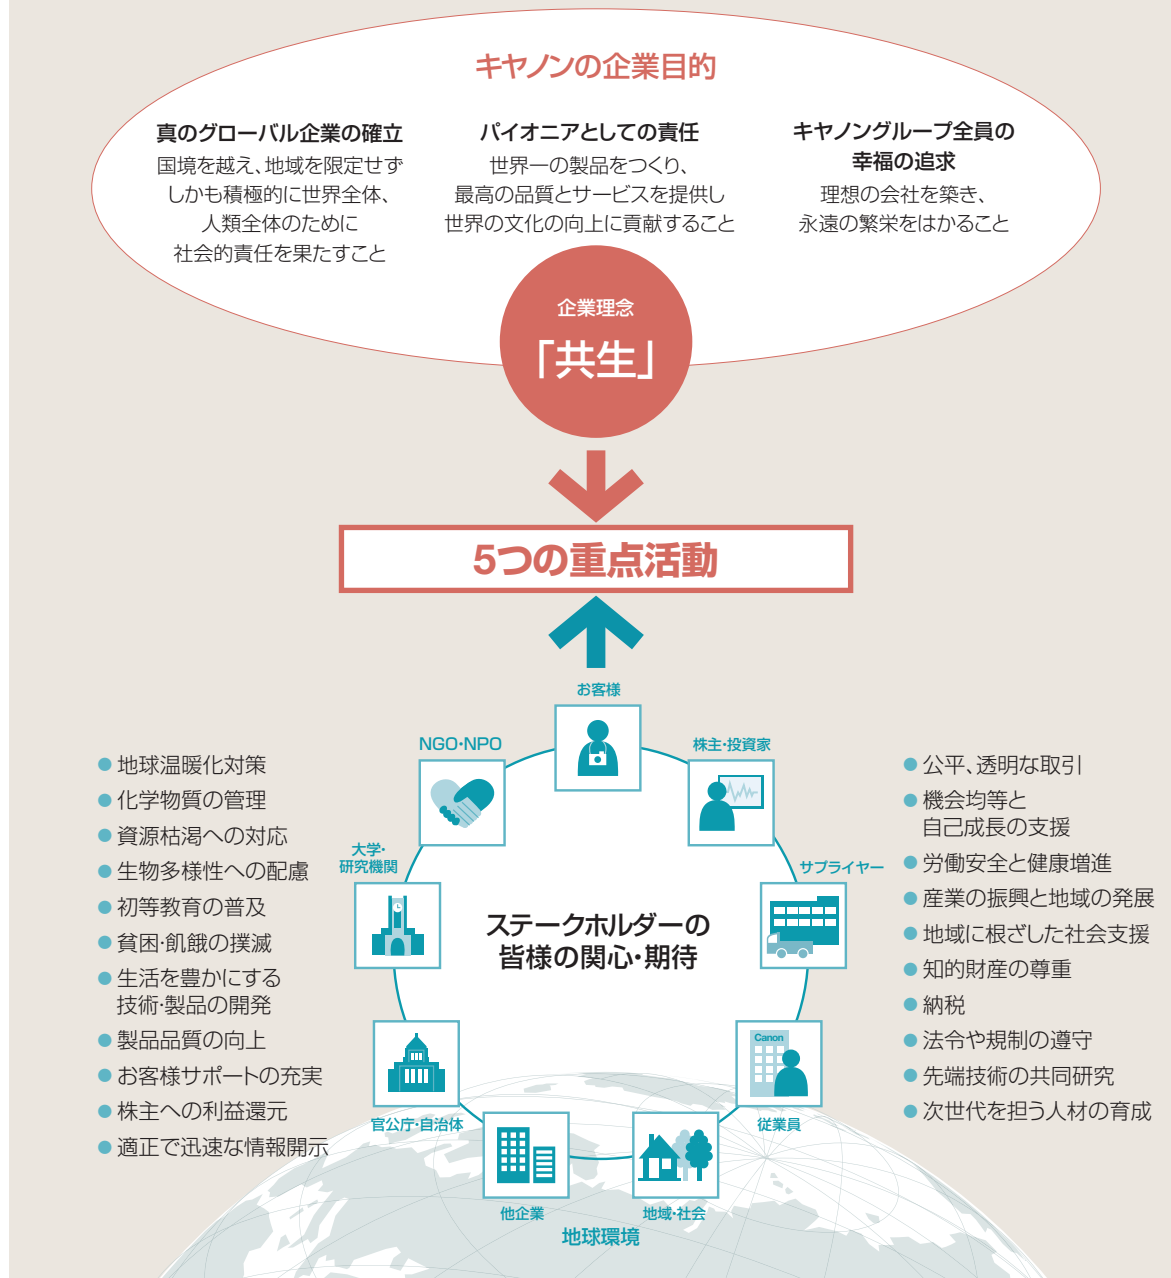 キヤノンの企業目的
真のグローバル企業の確立
国境を越え、地域を限定せず
しかも積極的に世界全体、
人類全体のために
社会的責任を果たすこと
パイオニアとしての責任
世界一の製品をつくり、
最高の品質とサービスを提供し
世界の文化の向上に貢献すること
キヤノングループ全員の
幸福の追求
理想の会社を築き、
永遠の繁栄をはかること
企業理念
「共生」
5つの重点活動
お客様
NGO・NPO
株主・投資家
大学・
研究機関
サプライヤー
ステークホルダーの
皆様の関心・期待
Canon
官公庁・自治体
従業員
他企業
地域・社会
地球環境
● 地球温暖化対策
● 化学物質の管理
● 資源枯渇への対応
● 生物多様性への配慮
● 初等教育の普及
● 貧困・飢餓の撲滅
● 生活を豊かにする
技術・製品の開発
● 製品品質の向上
● お客様サポートの充実
● 株主への利益還元
● 適正で迅速な情報開示
● 公平、透明な取引
● 機会均等と
自己成長の支援
● 労働安全と健康増進
● 産業の振興と地域の発展
● 地域に根ざした社会支援
● 知的財産の尊重
● 納税
● 法令や規制の遵守
● 先端技術の共同研究
● 次世代を担う人材の育成